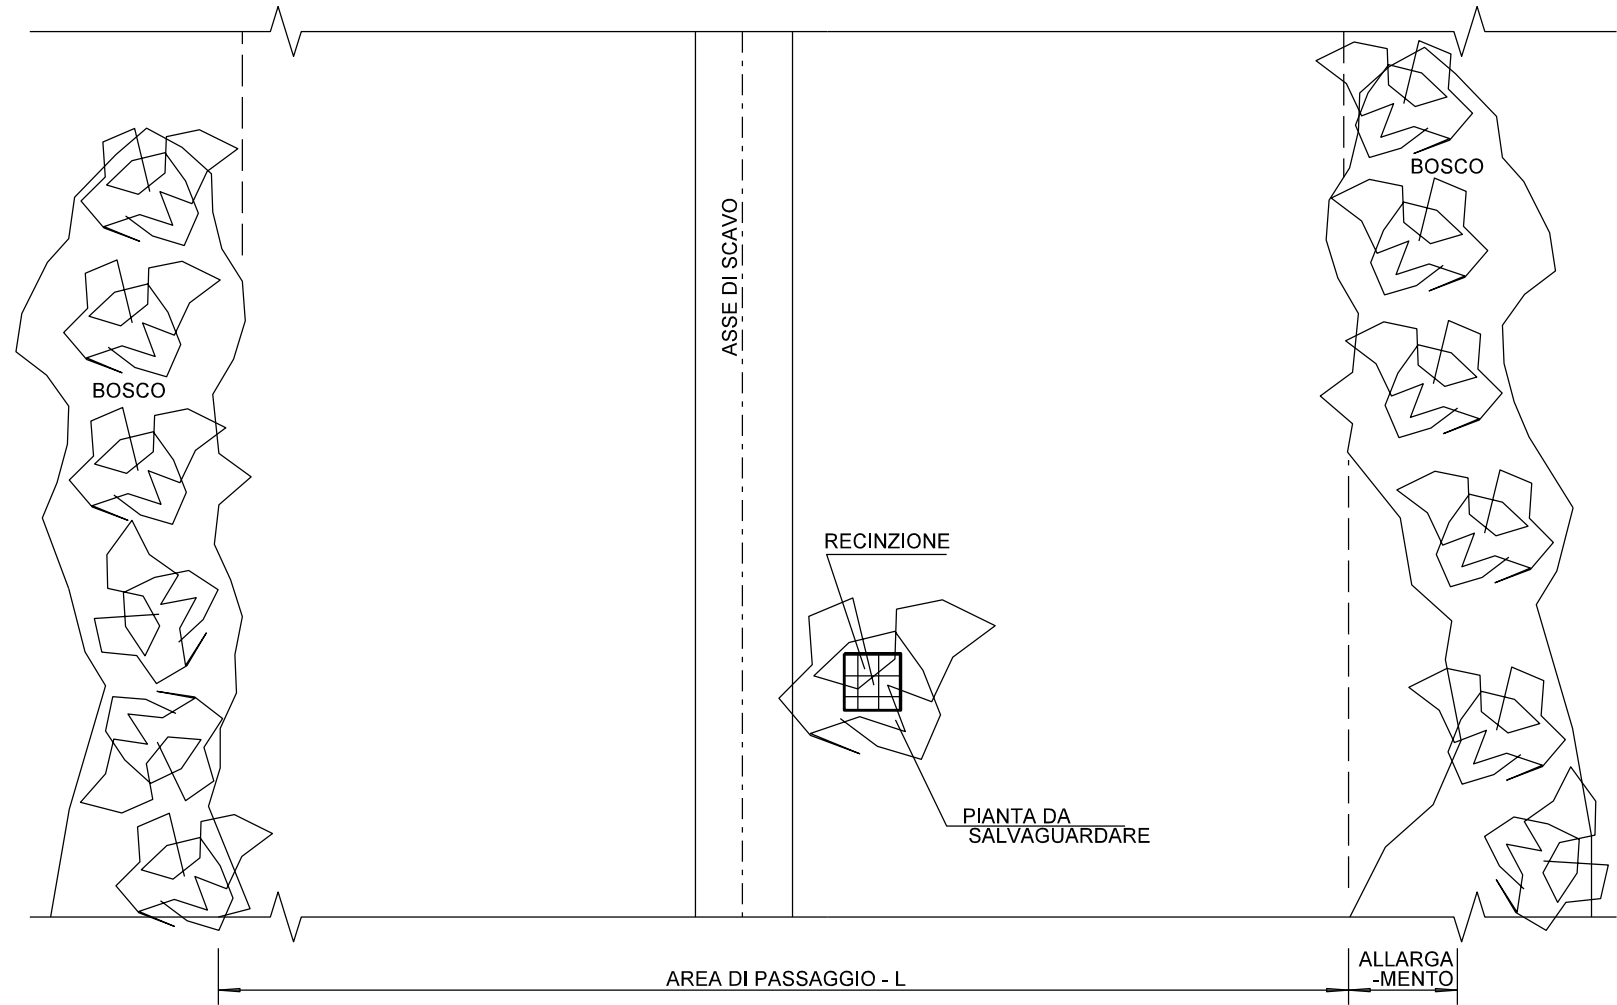 BOSCO
ASSE DI SCAVO
BOSCO
RECINZIONE
PIANTA DA
SALVAGUARDARE
AREA DI PASSAGGIO - L
ALLARGA
-MENTO